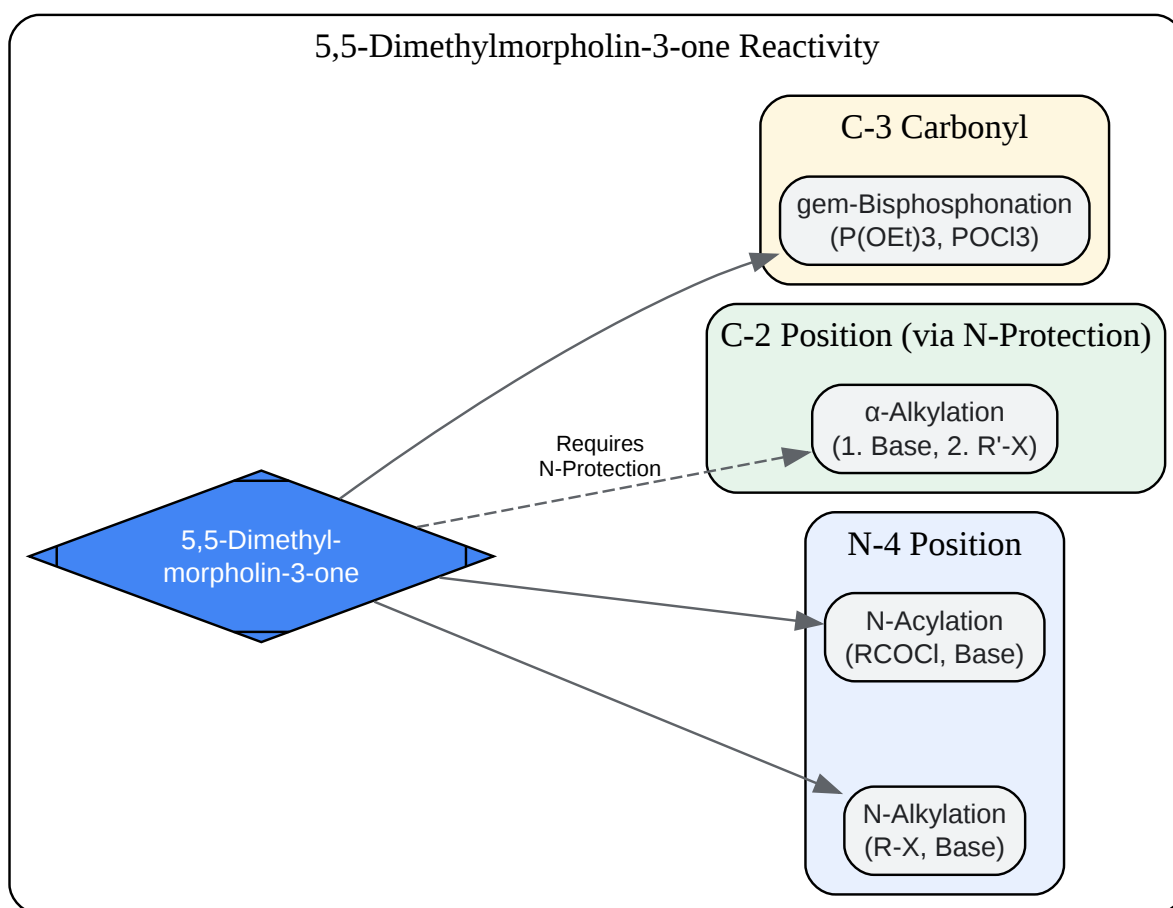 5,5-Dimethylmorpholin-3-one Reactivity
C-3 Carbonyl
gem-Bisphosphonation
(P(OEt)3, POCl3)
C-2 Position (via N-Protection)
α-Alkylation
(1. Base, 2. R'-X)
Requires
N-Protection
5,5-Dimethyl-
morpholin-3-one
N-4 Position
N-Acylation
(RCOCl, Base)
N-Alkylation
(R-X, Base)